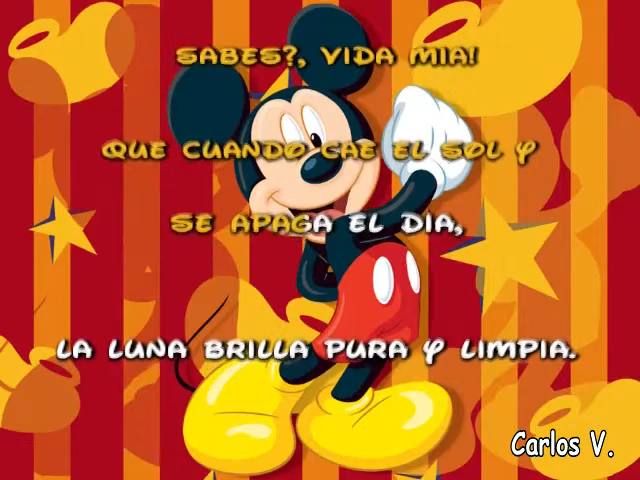 SABES?, VIDA MIA!
QUE CUANDO CAE EL SOL Y
SE APAGA EL DIA,
LA LUNA BRILLA PURA Y LIMPIA.
Carlos V.